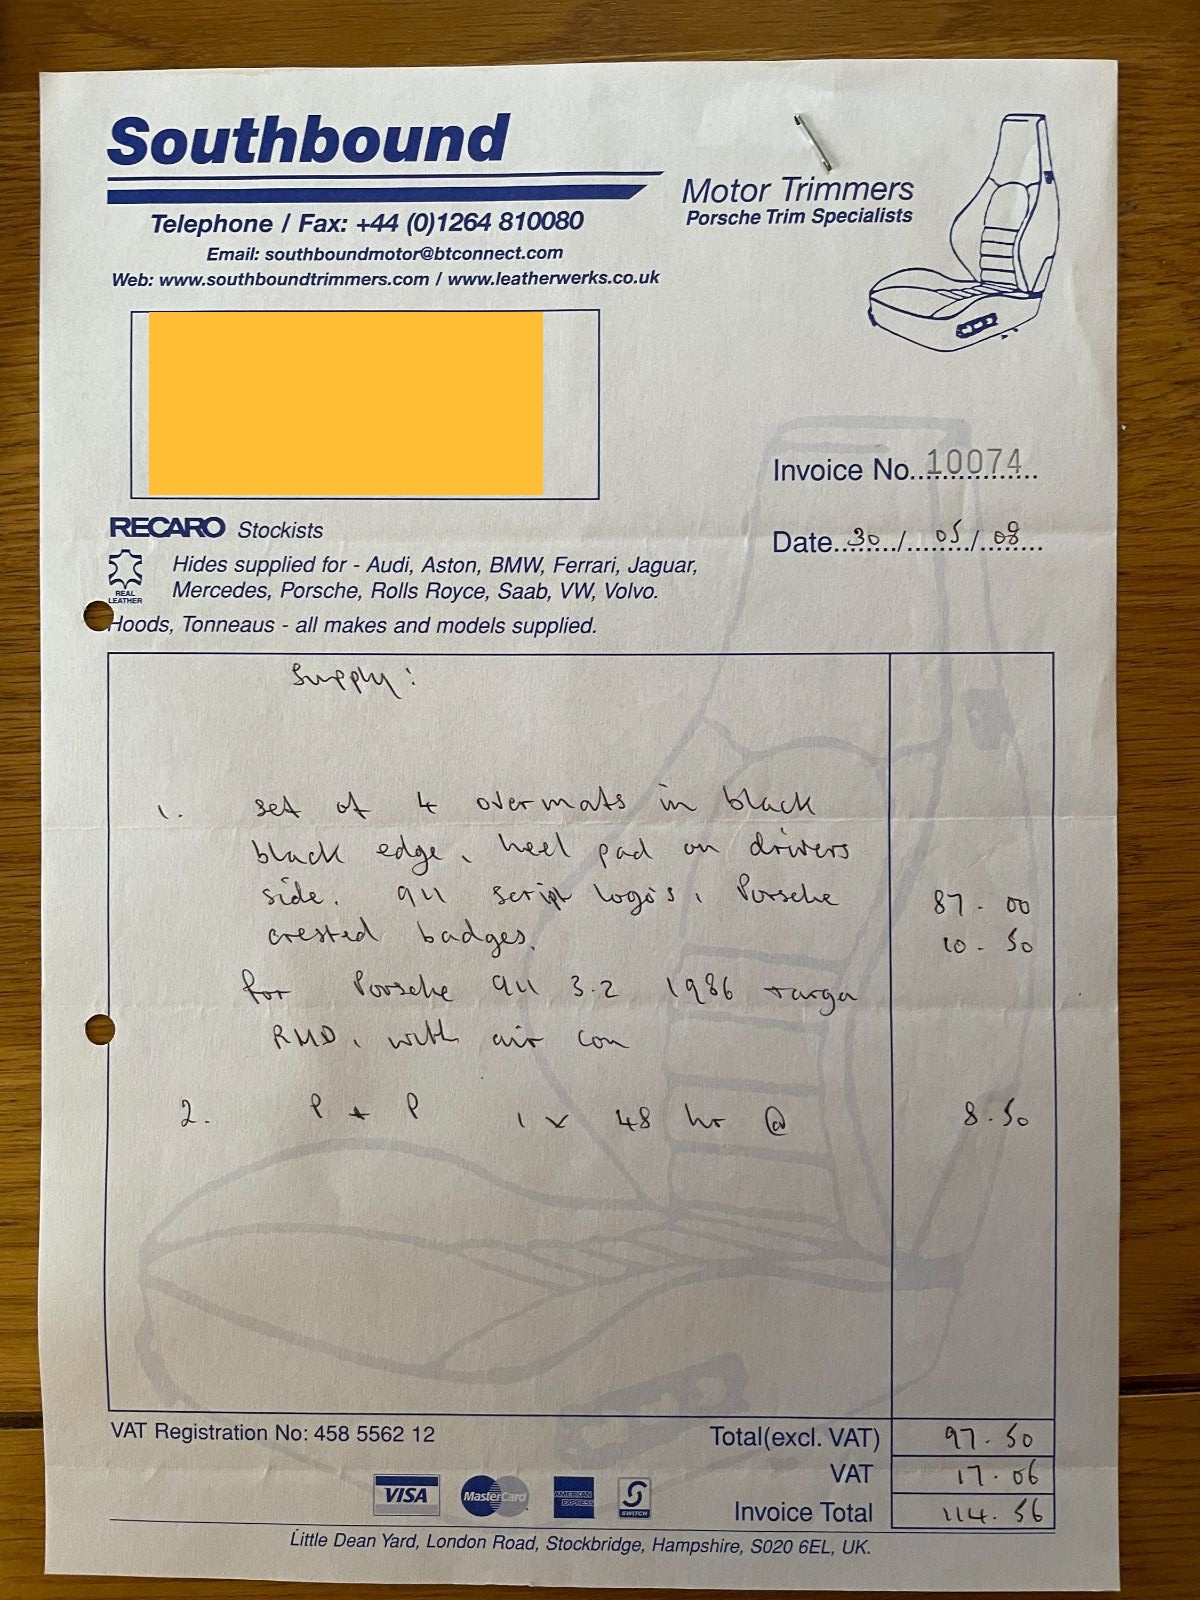 Southbound
Motor Trimmers
Porsche Trim Specialists
Telephone / Fax: +44 (0)1264 810080
Email: southboundmotor@btconnect.com
Web: www.southboundtrimmers.com / www.leatherwerks.co.uk
Invoice No. 10074
Date 30 / 05 / 08
RECARO Stockists
REAL LEATHER
Hides supplied for - Audi, Aston, BMW, Ferrari, Jaguar,
Mercedes, Porsche, Rolls Royce, Saab, VW, Volvo.
Hoods, Tonneaus - all makes and models supplied.
Supply:
1. set of 4 overmats in black
black edge, heel pad on drivers
side. 911 script logo's, Porsche 87.00
crested badges. 10.50
for Porsche 911 3.2 1986 targa
RHD, with air con
2. P + P 1 x 48 hr @ 8.50
VAT Registration No: 458 5562 12
Total(excl. VAT) 97.50
VAT 17.06
Invoice Total 114.56
VISA MasterCard AMERICAN EXPRESS S SWITCH
Little Dean Yard, London Road, Stockbridge, Hampshire, S020 6EL, UK.